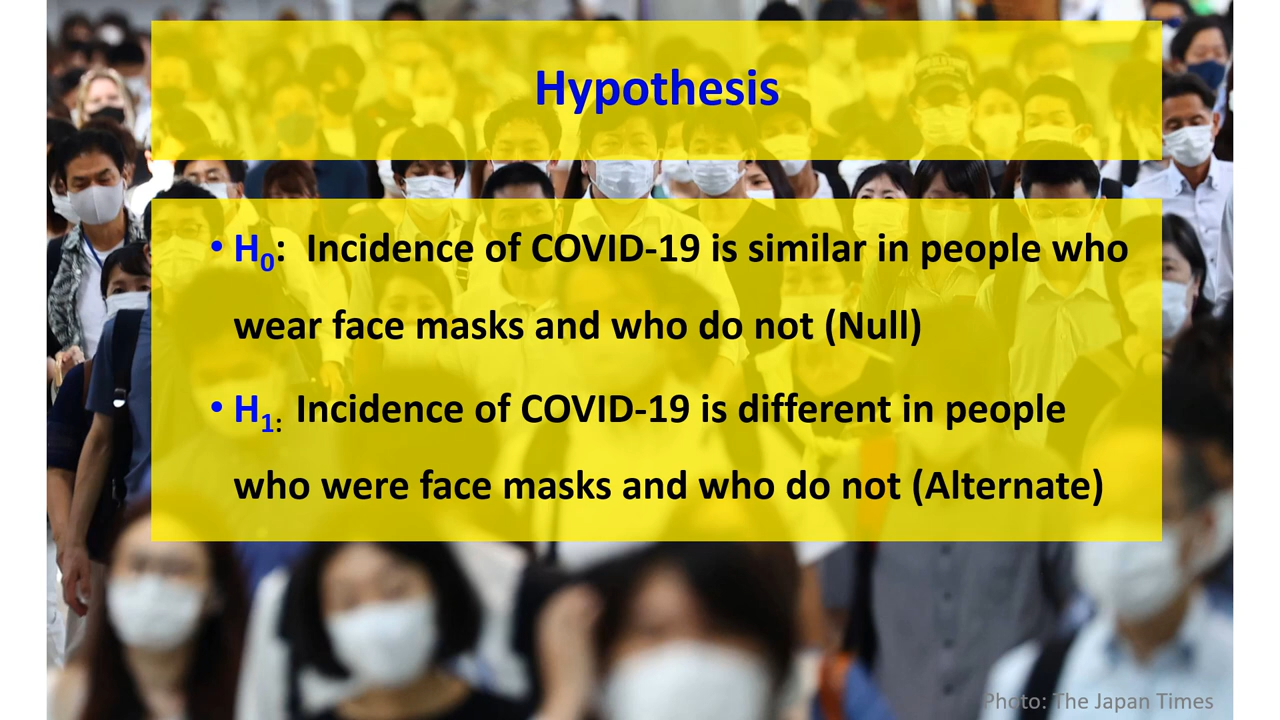 Hypothesis
• H₀: Incidence of COVID-19 is similar in people who
wear face masks and who do not (Null)
• H₁: Incidence of COVID-19 is different in people
who were face masks and who do not (Alternate)
Photo: The Japan Times